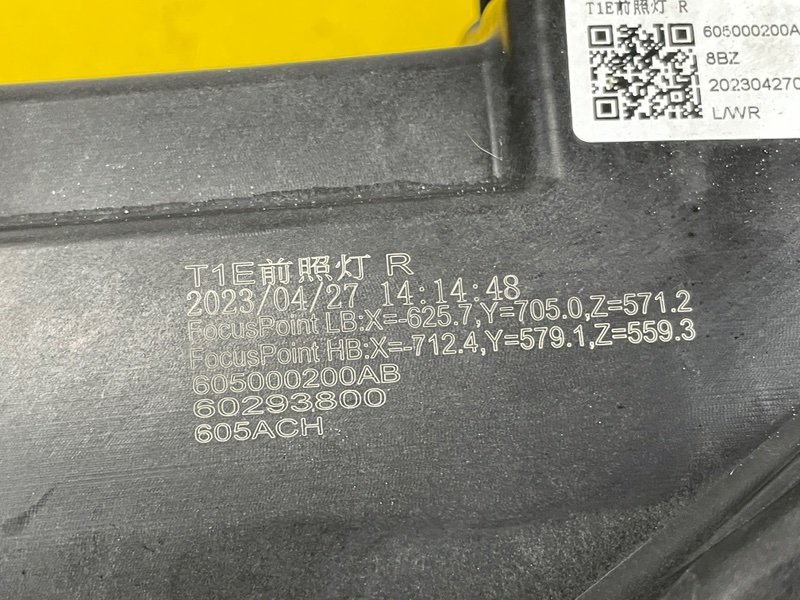 T1E前照灯 R
605000200A
8BZ
202304270
L/WR
T1E前照灯 R
2023/04/27 14:14:48
FocusPoint LB:X=-625.7,Y=705.0,Z=571.2
FocusPoint HB:X=-712.4,Y=579.1,Z=559.3
605000200AB
60293800
605ACH